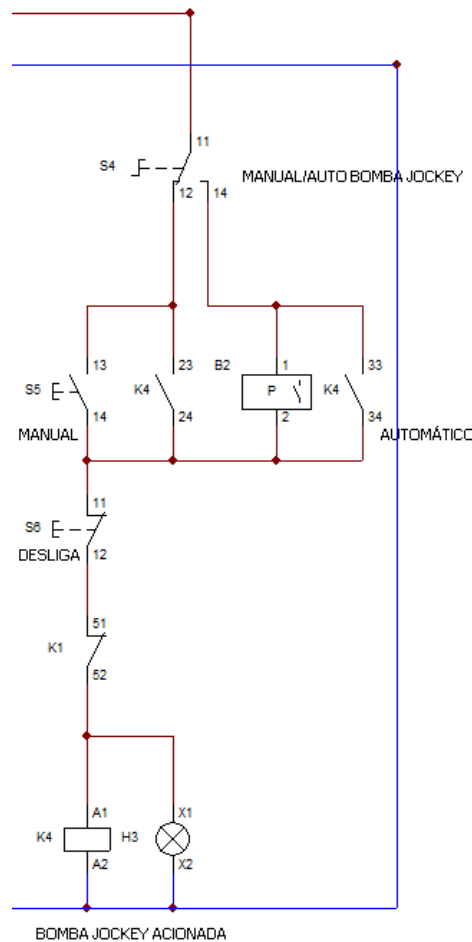 11
S4
MANUAL/AUTO BOMBA JOCKEY
12 14
13 23 B2 1 33
S5 K4 P K4
14 24 2 34
MANUAL AUTOMÁTICO
11
S6
DESLIGA 12
51
K1
52
A1 X1
K4 H3
A2 X2
BOMBA JOCKEY ACIONADA